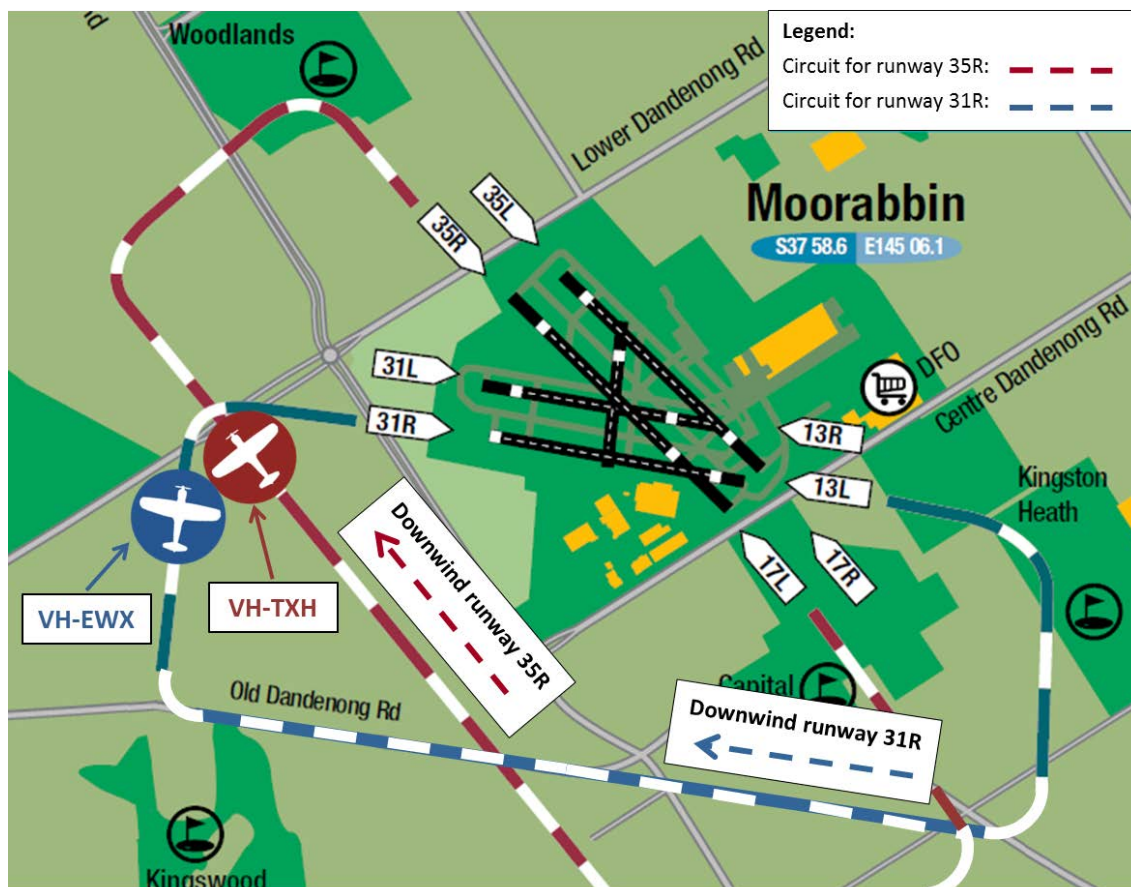 Woodlands
Legend:
Circuit for runway 35R:
Circuit for runway 31R:
Lower Dandenong Rd
Moorabbin
S37 58.6 E145 06.1
35L
35R
31L
31R
DFO
Centre Dandenong Rd
13R
13L
Kingston
Heath
17L
17R
VH-EWX
VH-TXH
Downwind runway 35R
Old Dandenong Rd
Capital
Downwind runway 31R
Kingswood